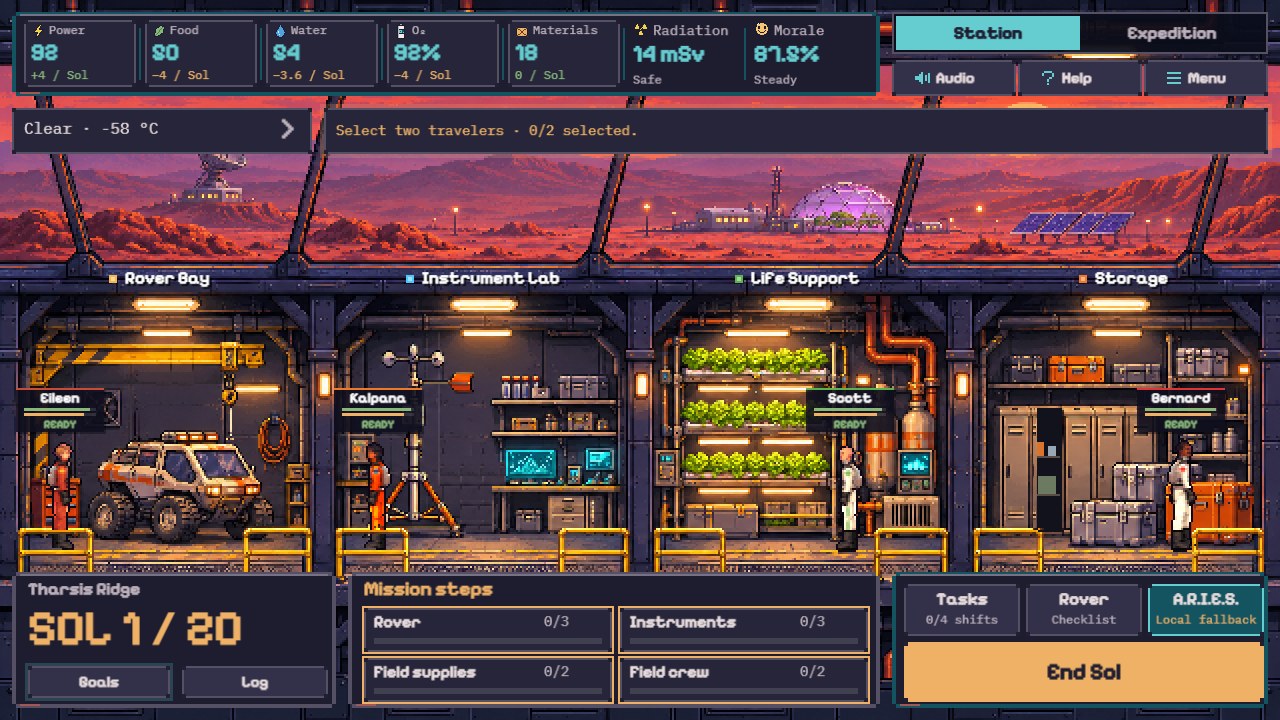 Power
92
+4 / Sol
Food
80
−4 / Sol
Water
84
−3.6 / Sol
O₂
92%
−4 / Sol
Materials
18
0 / Sol
Radiation
14 mSv
Safe
Morale
87.8%
Steady
Station
Expedition
Audio
? Help
Menu
Clear · -58 °C
Select two travelers · 0/2 selected.
Rover Bay
Instrument Lab
Life Support
Storage
Eileen
READY
Kalpana
READY
Scott
READY
Bernard
READY
Tharsis Ridge
SOL 1 / 20
Goals
Log
Mission steps
Rover 0/3
Instruments 0/3
Field supplies 0/2
Field crew 0/2
Tasks
0/4 shifts
Rover
Checklist
A.R.I.E.S.
Local fallback
End Sol